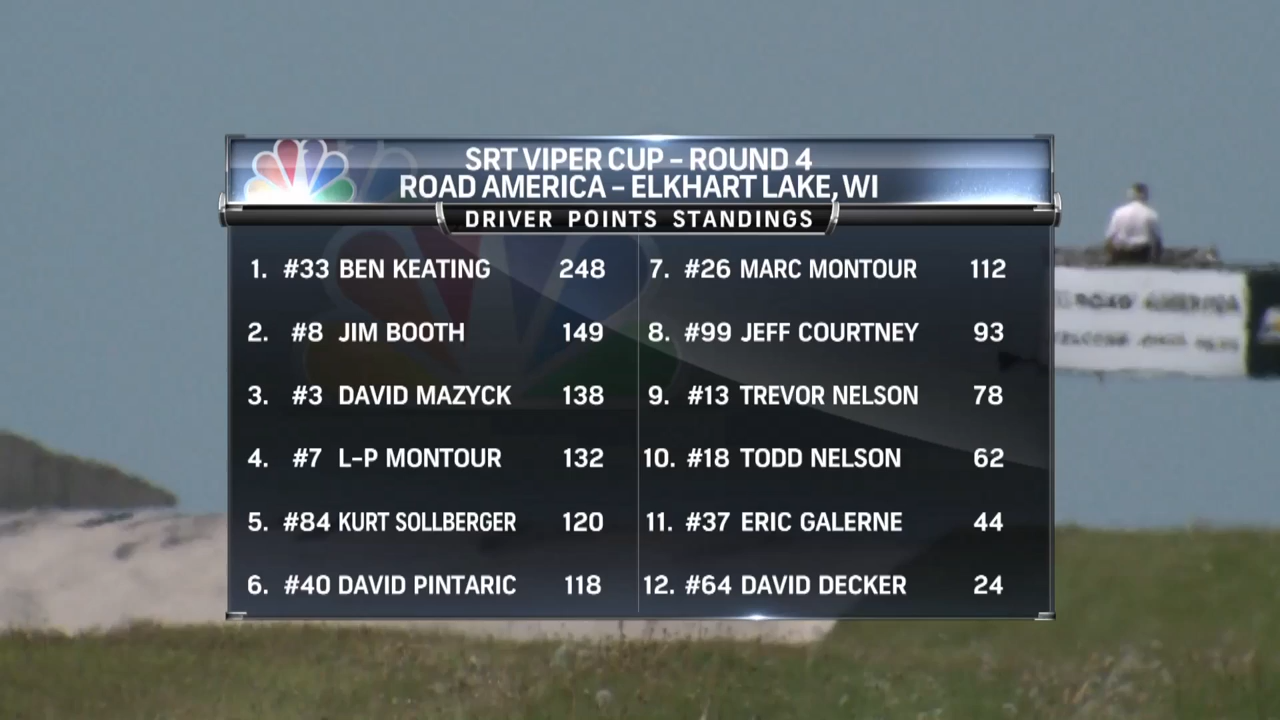 SRT VIPER CUP – ROUND 4
ROAD AMERICA – ELKHART LAKE, WI
DRIVER POINTS STANDINGS
1. #33 BEN KEATING 248
2. #8 JIM BOOTH 149
3. #3 DAVID MAZYCK 138
4. #7 L-P MONTOUR 132
5. #84 KURT SOLLBERGER 120
6. #40 DAVID PINTARIC 118
7. #26 MARC MONTOUR 112
8. #99 JEFF COURTNEY 93
9. #13 TREVOR NELSON 78
10. #18 TODD NELSON 62
11. #37 ERIC GALERNE 44
12. #64 DAVID DECKER 24
ROAD AMERICA